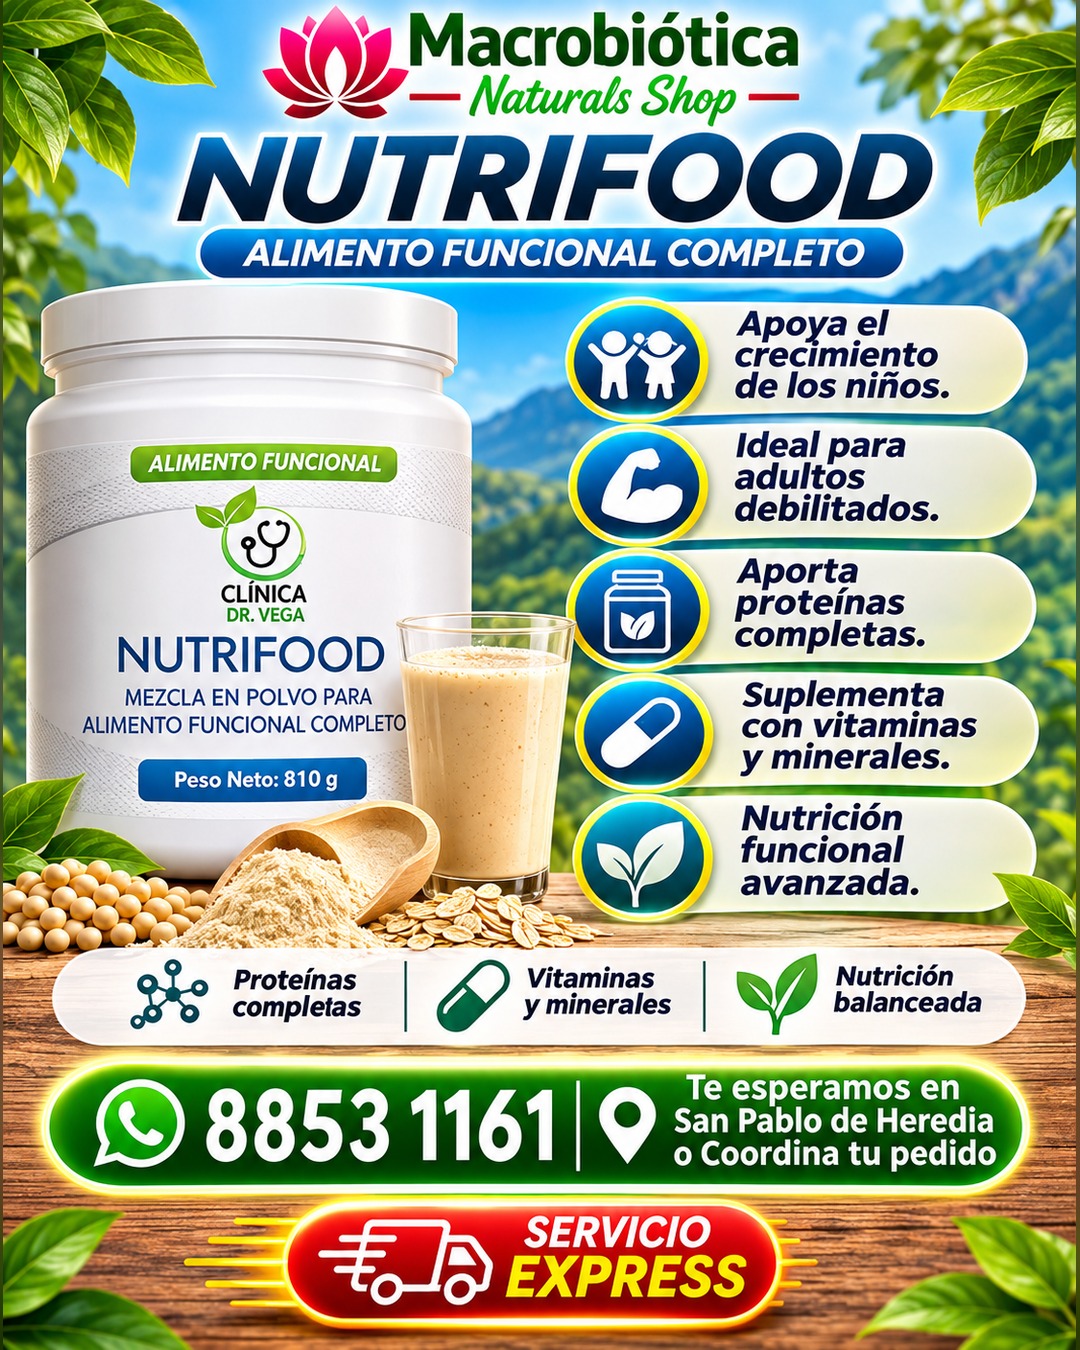 Macrobiótica
Naturals Shop
NUTRIFOOD
ALIMENTO FUNCIONAL COMPLETO
ALIMENTO FUNCIONAL
CLÍNICA
DR. VEGA
NUTRIFOOD
MEZCLA EN POLVO PARA
ALIMENTO FUNCIONAL COMPLETO
Peso Neto: 810 g
Apoya el
crecimiento
de los niños.
Ideal para
adultos
debilitados.
Aporta
proteínas
completas.
Suplementa
con vitaminas
y minerales.
Nutrición
funcional
avanzada.
Proteínas
completas
Vitaminas
y minerales
Nutrición
balanceada
8853 1161
Te esperamos en
San Pablo de Heredia
o Coordina tu pedido
SERVICIO
EXPRESS